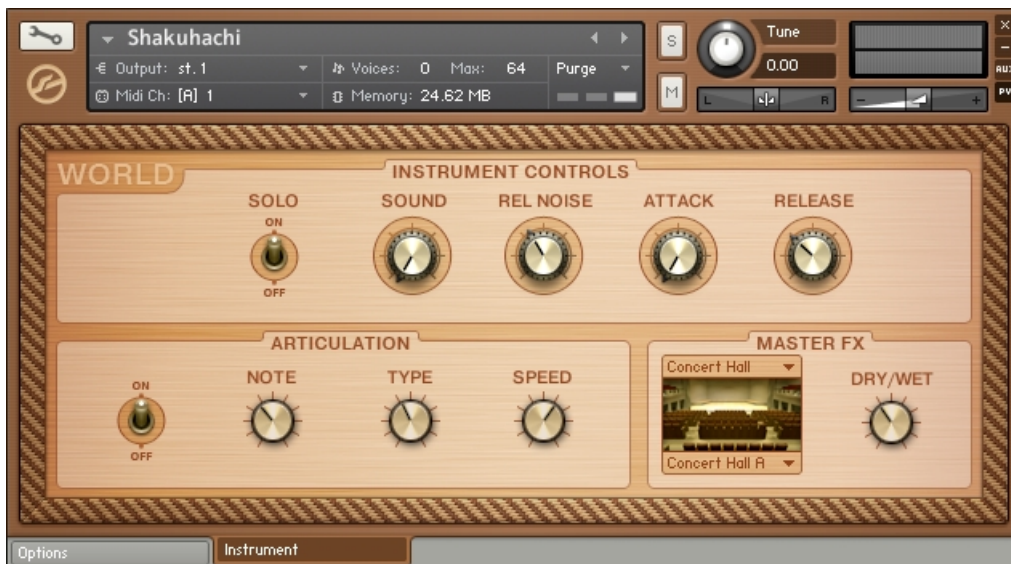 Shakuhachi
Output: st.1
Voices: 0 Max: 64
Purge
Midi Ch: [A] 1
Memory: 24.62 MB
S
M
Tune
0.00
L R
- +
×
-
AUX
PV
WORLD
INSTRUMENT CONTROLS
SOLO
SOUND
REL NOISE
ATTACK
RELEASE
ON
OFF
ARTICULATION
ON
OFF
NOTE
TYPE
SPEED
MASTER FX
Concert Hall
Concert Hall A
DRY/WET
Options
Instrument